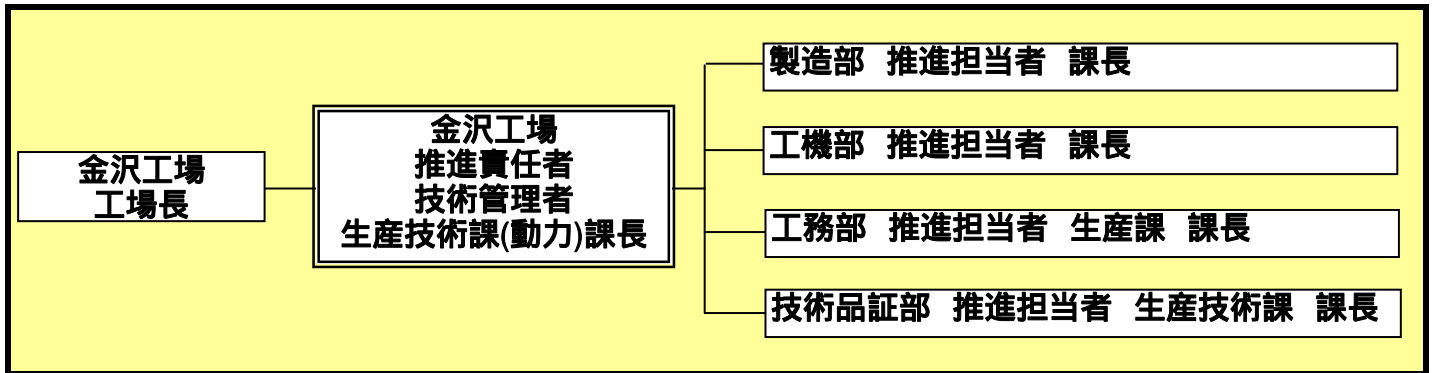 金沢工場
工場長
金沢工場
推進責任者
技術管理者
生産技術課(動力)課長
製造部 推進担当者 課長
工機部 推進担当者 課長
工務部 推進担当者 生産課 課長
技術品証部 推進担当者 生産技術課 課長